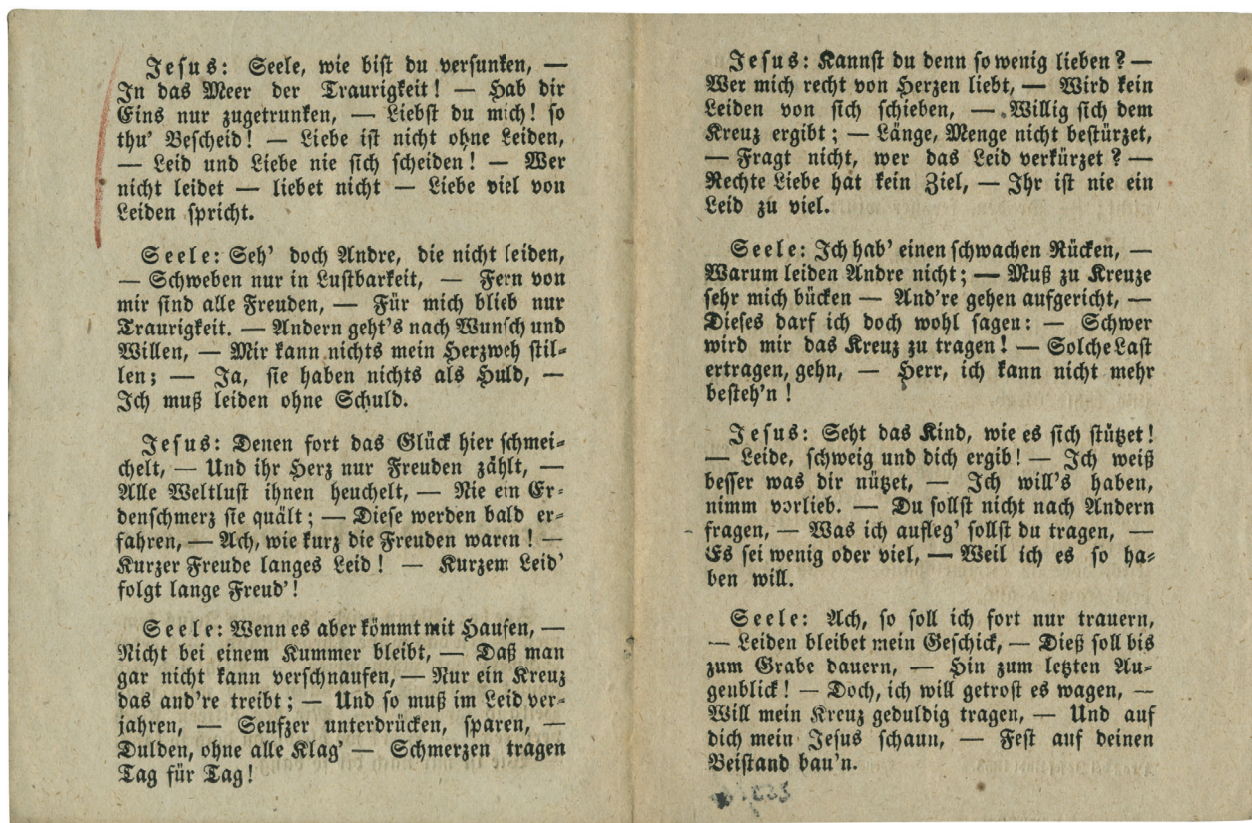 Jesus: Seele, wie bist du versunken, —
In das Meer der Traurigkeit! — Hab dir
Eins nur zugetrunken, — Liebst du mich! so
thu' Bescheid! — Liebe ist nicht ohne Leiden,
— Leid und Liebe nie sich scheiden! — Wer
nicht leidet — liebet nicht — Liebe viel von
Leiden spricht.
Seele: Seh' doch Andre, die nicht leiden,
— Schweben nur in Lustbarkeit, — Fern von
mir sind alle Freuden, — Für mich blieb nur
Traurigkeit. — Andern geht's nach Wunsch und
Willen, — Mir kann nichts mein Herzweh stil-
len; — Ja, sie haben nichts als Huld, —
Ich muß leiden ohne Schuld.
Jesus: Denen fort das Glück hier schmei-
chelt, — Und ihr Herz nur Freuden zählt, —
Alle Weltlust ihnen heuchelt, — Nie ein Er-
denschmerz sie quält; — Diese werden bald er-
fahren, — Ach, wie kurz die Freuden waren! —
Kurzer Freude langes Leid! — Kurzem Leid'
folgt lange Freud'!
Seele: Wenn es aber kömmt mit Haufen, —
Nicht bei einem Kummer bleibt, — Daß man
gar nicht kann verschnaufen, — Nur ein Kreuz
das and're treibt; — Und so muß im Leid ver-
jahren, — Seufzer unterdrücken, sparen, —
Dulden, ohne alle Klag' — Schmerzen tragen
Tag für Tag!
Jesus: Kannst du denn so wenig lieben? —
Wer mich recht von Herzen liebt, — Wird kein
Leiden von sich schieben, — Willig sich dem
Kreuz ergibt; — Länge, Menge nicht bestürzet,
— Fragt nicht, wer das Leid verkürzet? —
Rechte Liebe hat kein Ziel, — Ihr ist nie ein
Leid zu viel.
Seele: Ich hab' einen schwachen Rücken, —
Warum leiden Andre nicht; — Muß zu Kreuze
sehr mich bücken — And're gehen aufgericht, —
Dieses darf ich doch wohl sagen: — Schwer
wird mir das Kreuz zu tragen! — Solche Last
ertragen, gehn, — Herr, ich kann nicht mehr
besteh'n!
Jesus: Seht das Kind, wie es sich stützet!
— Leide, schweig und dich ergib! — Ich weiß
besser was dir nützet, — Ich will's haben,
nimm vorlieb. — Du sollst nicht nach Andern
fragen, — Was ich aufleg' sollst du tragen, —
Es sei wenig oder viel, — Weil ich es so ha-
ben will.
Seele: Ach, so soll ich fort nur trauern,
— Leiden bleibet mein Geschick, — Dieß soll bis
zum Grabe dauern, — Hin zum letzten Au-
genblick! — Doch, ich will getrost es wagen, —
Will mein Kreuz geduldig tragen, — Und auf
dich mein Jesus schaun, — Fest auf deinen
Beistand bau'n.